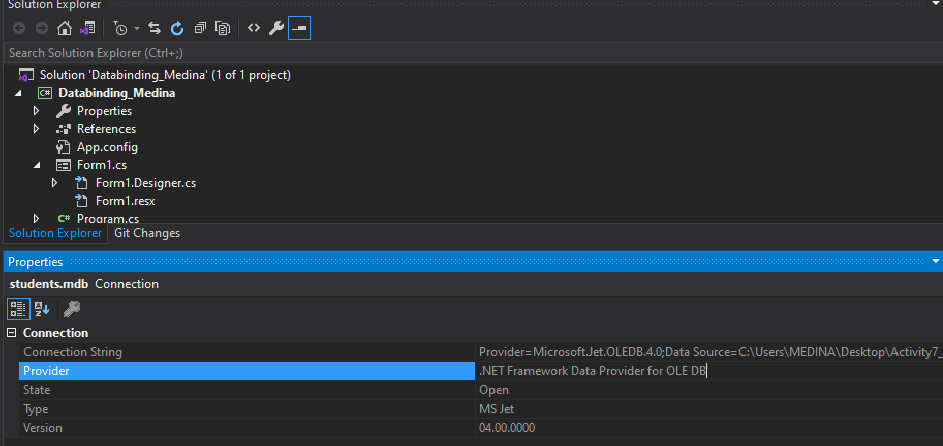 Solution Explorer
Search Solution Explorer (Ctrl+;)
Solution 'Databinding_Medina' (1 of 1 project)
C# Databinding_Medina
Properties
References
App.config
Form1.cs
Form1.Designer.cs
Form1.resx
C# Program.cs
Solution Explorer Git Changes
Properties
students.mdb Connection
Connection
Connection String Provider=Microsoft.Jet.OLEDB.4.0;Data Source=C:\Users\MEDINA\Desktop\Activity7_
Provider .NET Framework Data Provider for OLE DB
State Open
Type MS Jet
Version 04.00.0000